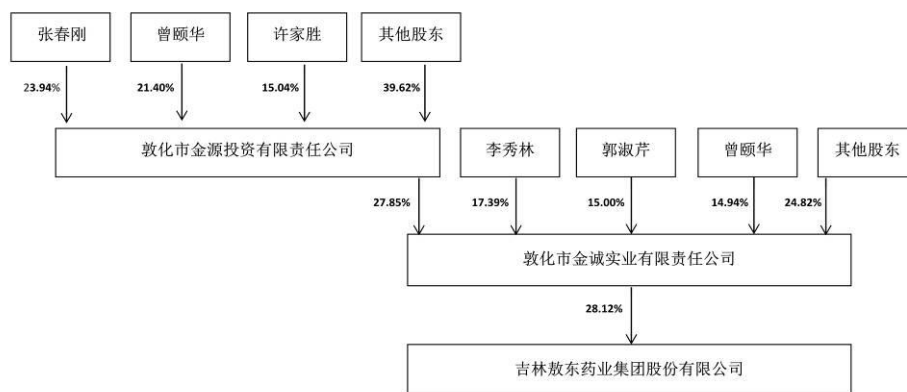 张春刚 曾颐华 许家胜 其他股东
23.94% 21.40% 15.04% 39.62%
敦化市金源投资有限责任公司 李秀林 郭淑芹 曾颐华 其他股东
27.85% 17.39% 15.00% 14.94% 24.82%
敦化市金诚实业有限责任公司
28.12%
吉林敖东药业集团股份有限公司